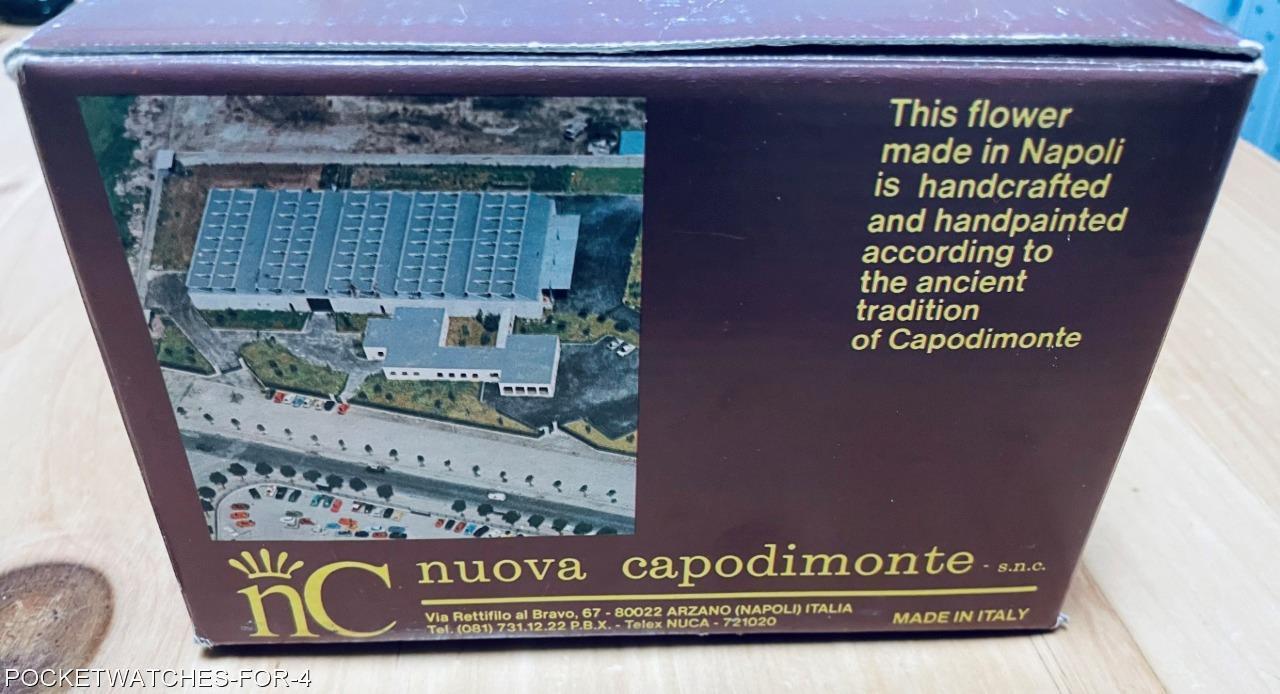 This flower
made in Napoli
is handcrafted
and handpainted
according to
the ancient
tradition
of Capodimonte
nC nuova capodimonte - s.n.c.
Via Rettifilo al Bravo, 67 - 80022 ARZANO (NAPOLI) ITALIA
Tel. (081) 731.12.22 P.B.X. - Telex NUCA - 721020
MADE IN ITALY
POCKETWATCHES-FOR-4